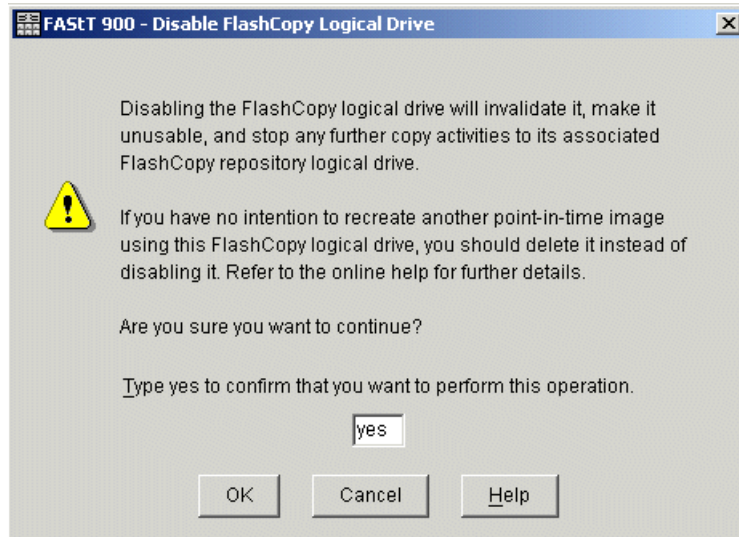 FAStT 900 - Disable FlashCopy Logical Drive
Disabling the FlashCopy logical drive will invalidate it, make it
unusable, and stop any further copy activities to its associated
FlashCopy repository logical drive.
If you have no intention to recreate another point-in-time image
using this FlashCopy logical drive, you should delete it instead of
disabling it. Refer to the online help for further details.
Are you sure you want to continue?
Type yes to confirm that you want to perform this operation.
yes
OK Cancel Help